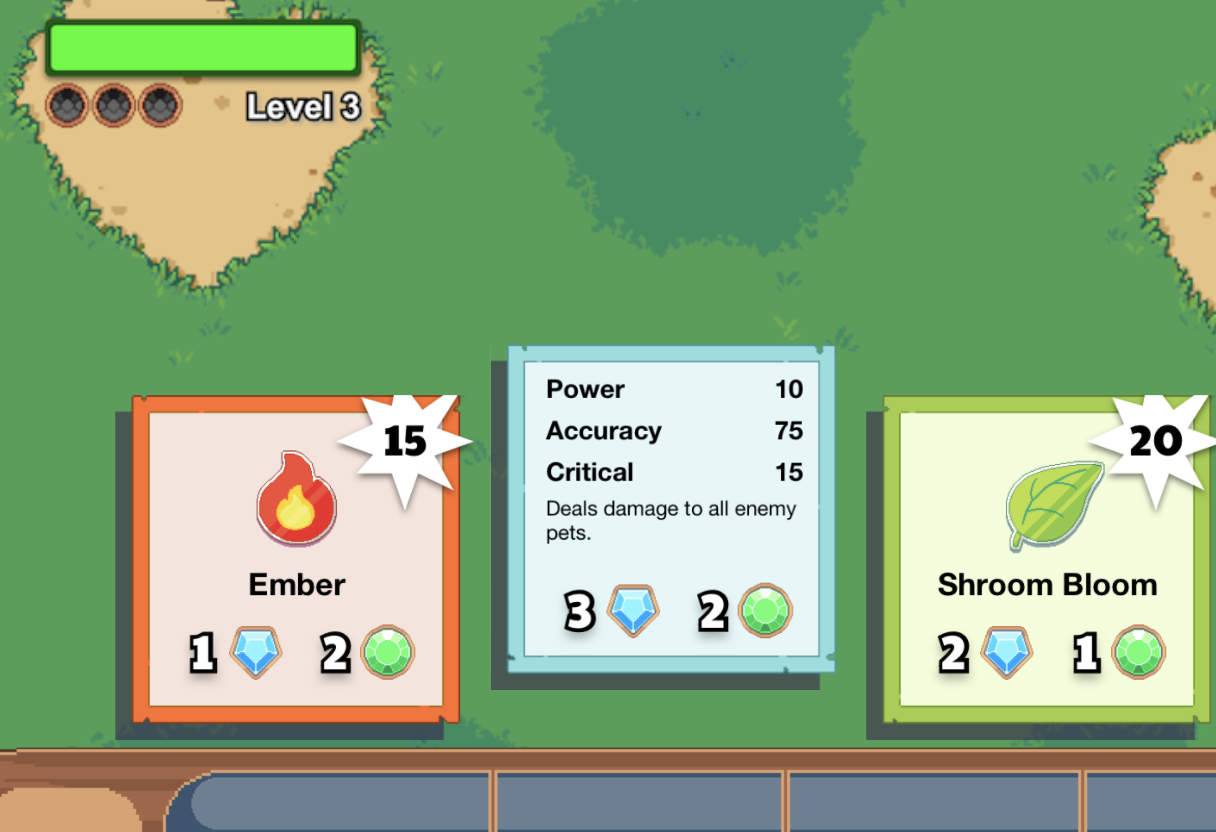 Level 3
15
Ember
1 2
Power 10
Accuracy 75
Critical 15
Deals damage to all enemy
pets.
3 2
20
Shroom Bloom
2 1